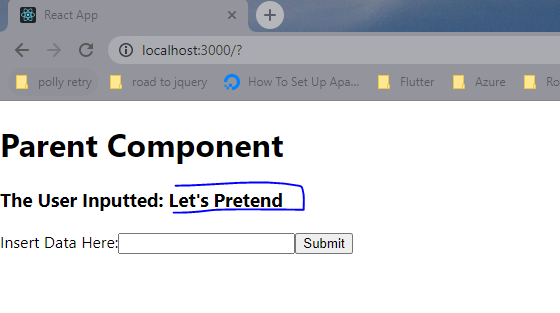 React App
localhost:3000/?
polly retry road to jquery How To Set Up Apa... Flutter Azure Ro
Parent Component
The User Inputted: Let's Pretend
Insert Data Here: Submit